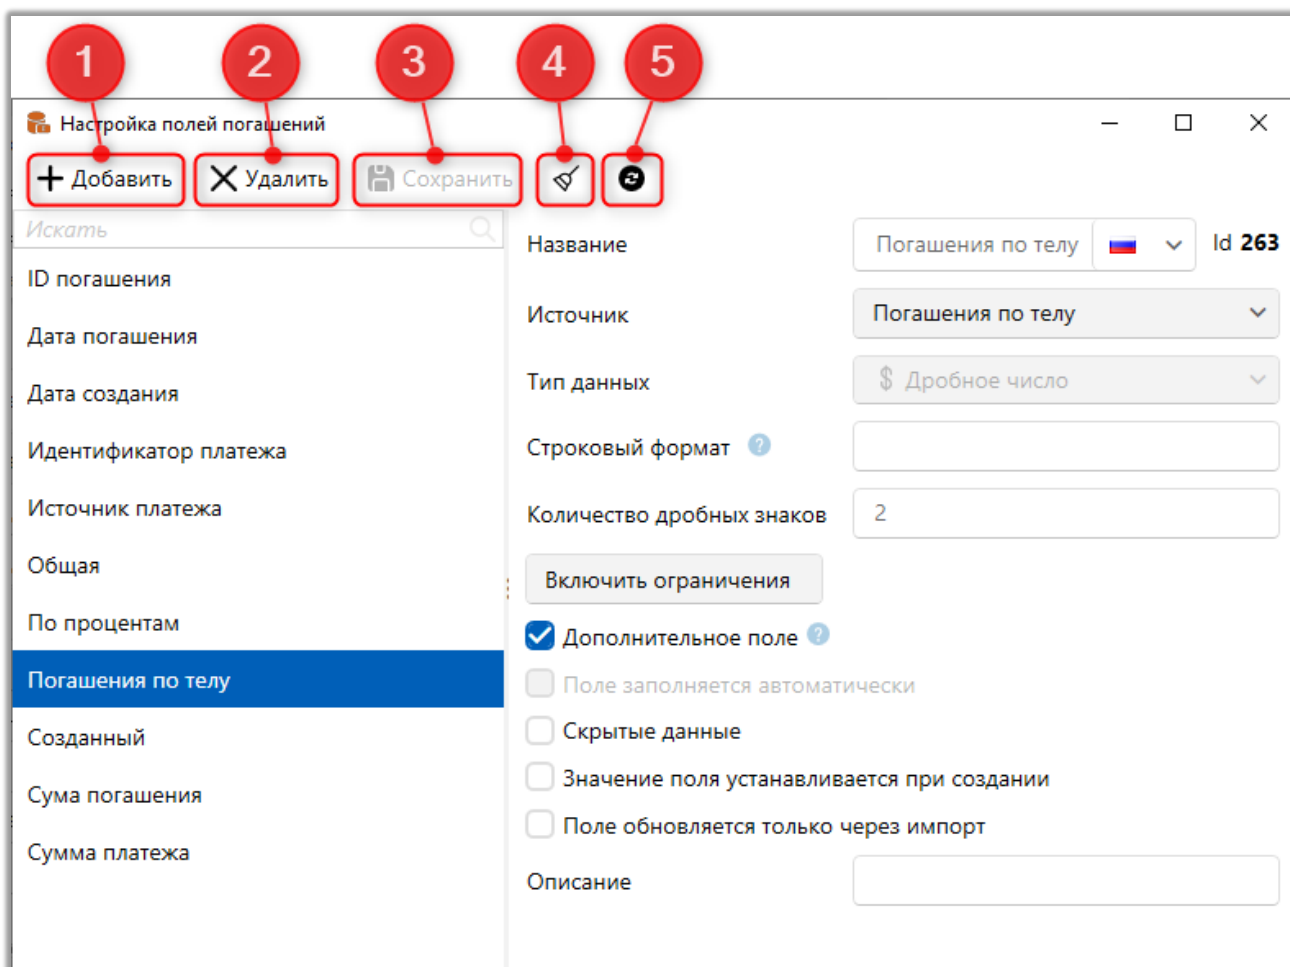 1 2 3 4 5
Настройка полей погашений
Добавить Удалить Сохранить
Искать
ID погашения
Дата погашения
Дата создания
Идентификатор платежа
Источник платежа
Общая
По процентам
Погашения по телу
Созданный
Сума погашения
Сумма платежа
Название Погашения по телу Id 263
Источник Погашения по телу
Тип данных $ Дробное число
Строковый формат ?
Количество дробных знаков 2
Включить ограничения
Дополнительное поле ?
Поле заполняется автоматически
Скрытые данные
Значение поля устанавливается при создании
Поле обновляется только через импорт
Описание